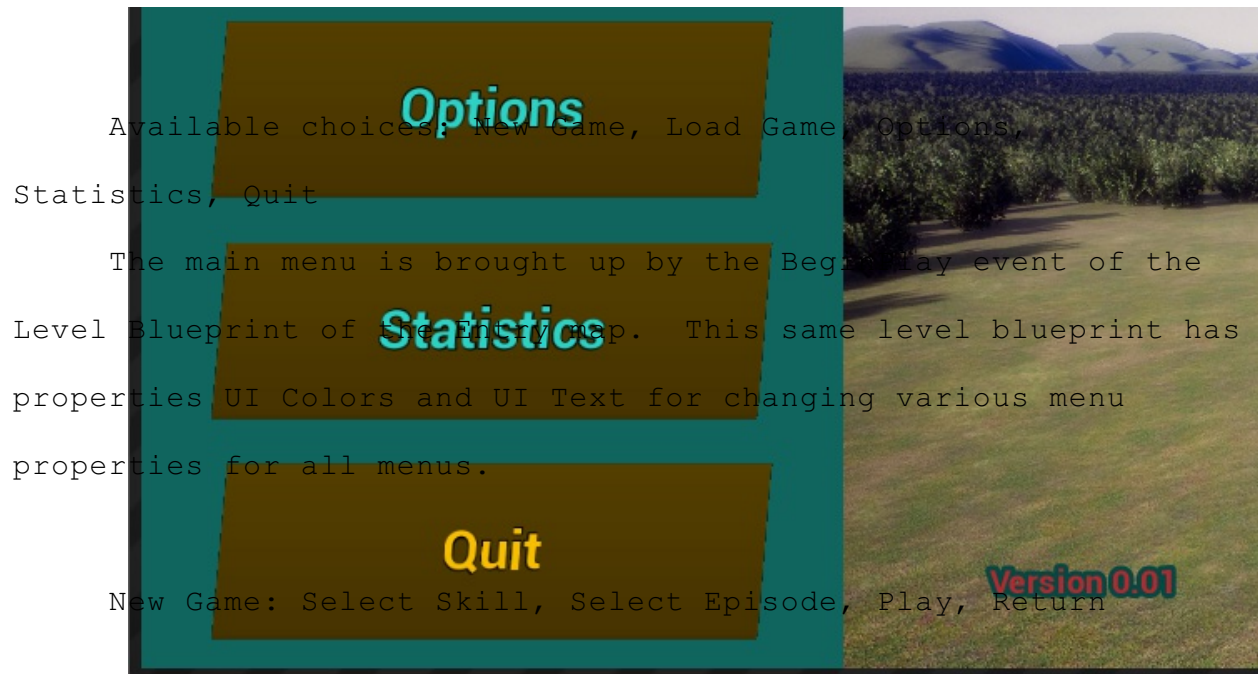 Options
Available choices: New Game, Load Game, Options,
Statistics, Quit
The main menu is brought up by the BeginPlay event of the
Statistics
Level Blueprint of the Entry map.  This same level blueprint has
properties UI Colors and UI Text for changing various menu
properties for all menus.
Quit
Version 0.01
New Game: Select Skill, Select Episode, Play, Return